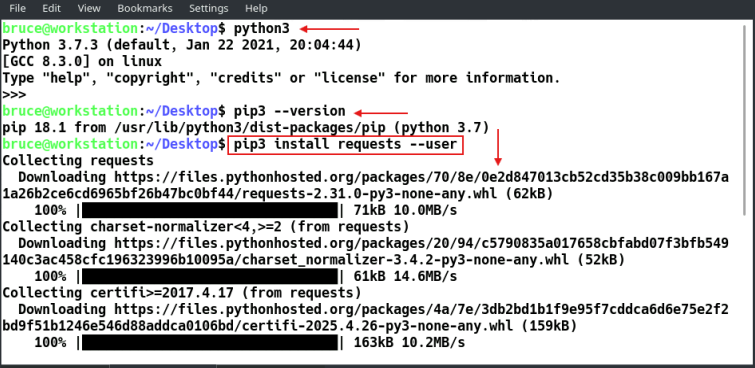 File Edit View Bookmarks Settings Help
bruce@workstation:~/Desktop$ python3
Python 3.7.3 (default, Jan 22 2021, 20:04:44)
[GCC 8.3.0] on linux
Type "help", "copyright", "credits" or "license" for more information.
>>>
bruce@workstation:~/Desktop$ pip3 --version
pip 18.1 from /usr/lib/python3/dist-packages/pip (python 3.7)
bruce@workstation:~/Desktop$ pip3 install requests --user
Collecting requests
  Downloading https://files.pythonhosted.org/packages/70/8e/0e2d847013cb52cd35b38c009bb167a
1a26b2ce6cd6965bf26b47bc0bf44/requests-2.31.0-py3-none-any.whl (62kB)
    100% |████████████████████████████████| 71kB 10.0MB/s
Collecting charset-normalizer<4,>=2 (from requests)
  Downloading https://files.pythonhosted.org/packages/20/94/c5790835a017658cbfabd07f3bfb549
140c3ac458cfc196323996b10095a/charset_normalizer-3.4.2-py3-none-any.whl (52kB)
    100% |████████████████████████████████| 61kB 14.6MB/s
Collecting certifi>=2017.4.17 (from requests)
  Downloading https://files.pythonhosted.org/packages/4a/7e/3db2bd1b1f9e95f7cddca6d6e75e2f2
bd9f51b1246e546d88addca0106bd/certifi-2025.4.26-py3-none-any.whl (159kB)
    100% |████████████████████████████████| 163kB 10.2MB/s